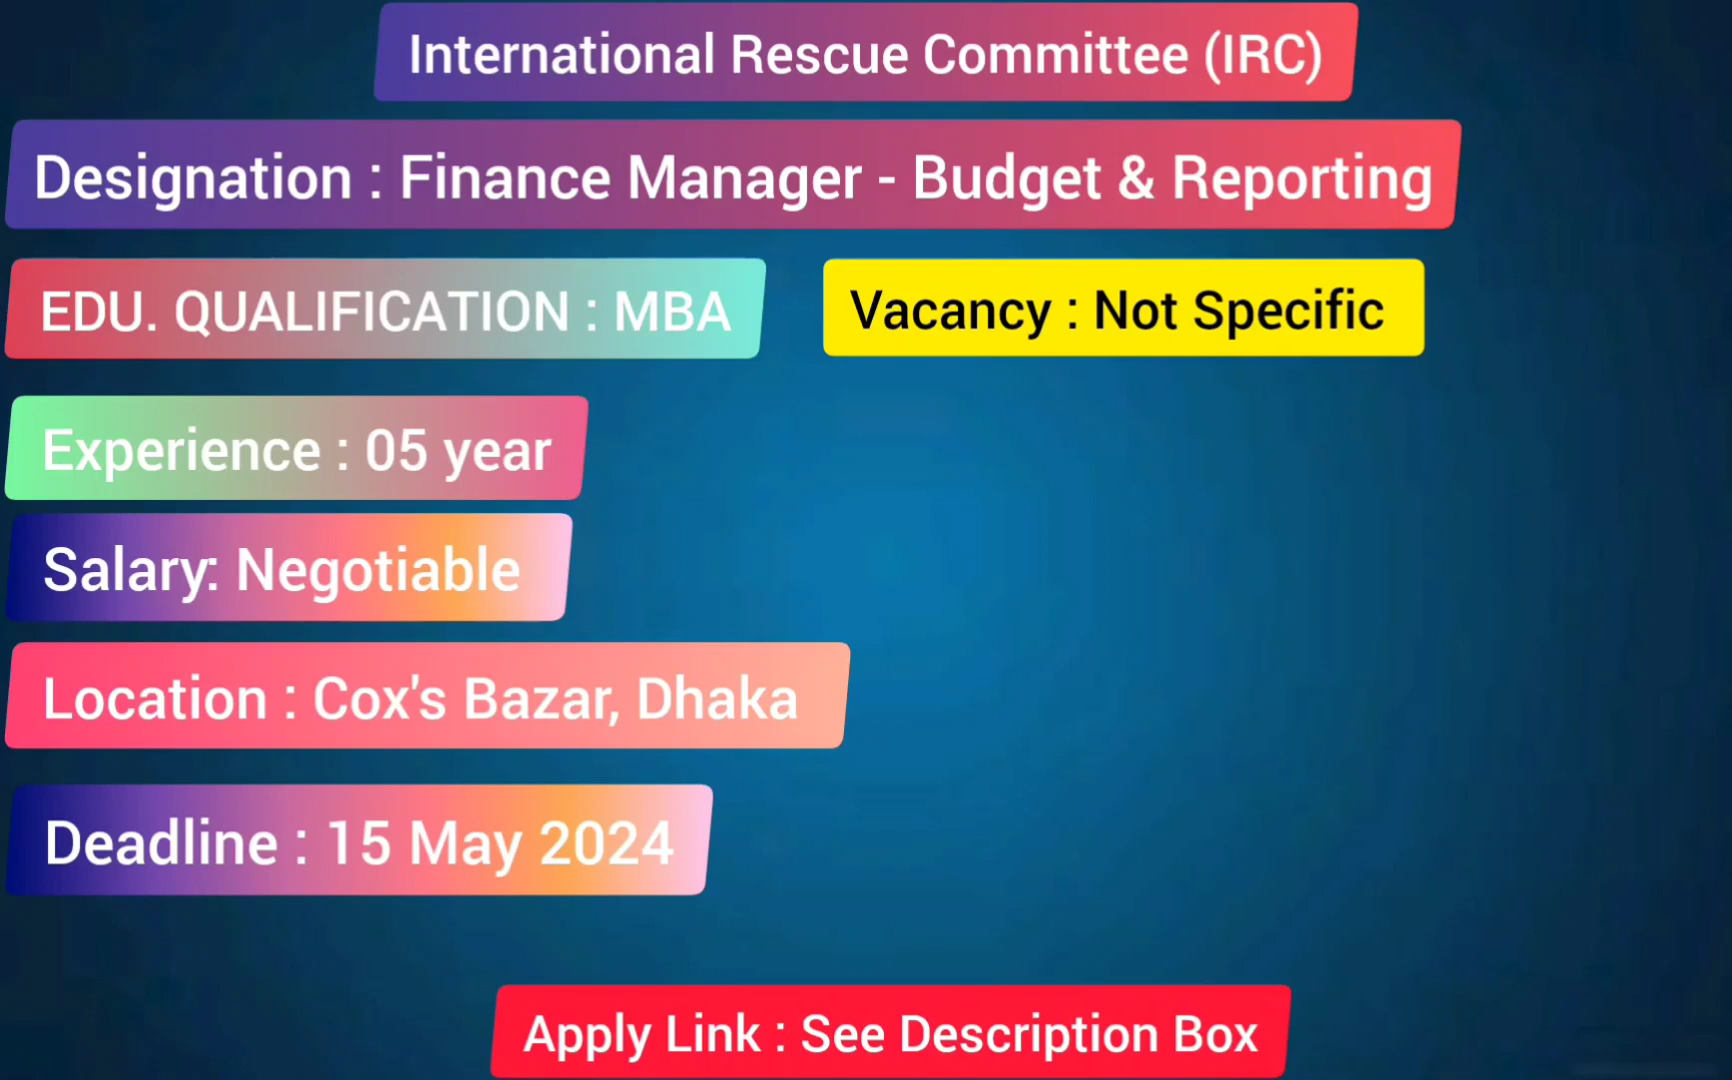 International Rescue Committee (IRC)
Designation : Finance Manager - Budget & Reporting
EDU. QUALIFICATION : MBA
Vacancy : Not Specific
Experience : 05 year
Salary: Negotiable
Location : Cox's Bazar, Dhaka
Deadline : 15 May 2024
Apply Link : See Description Box